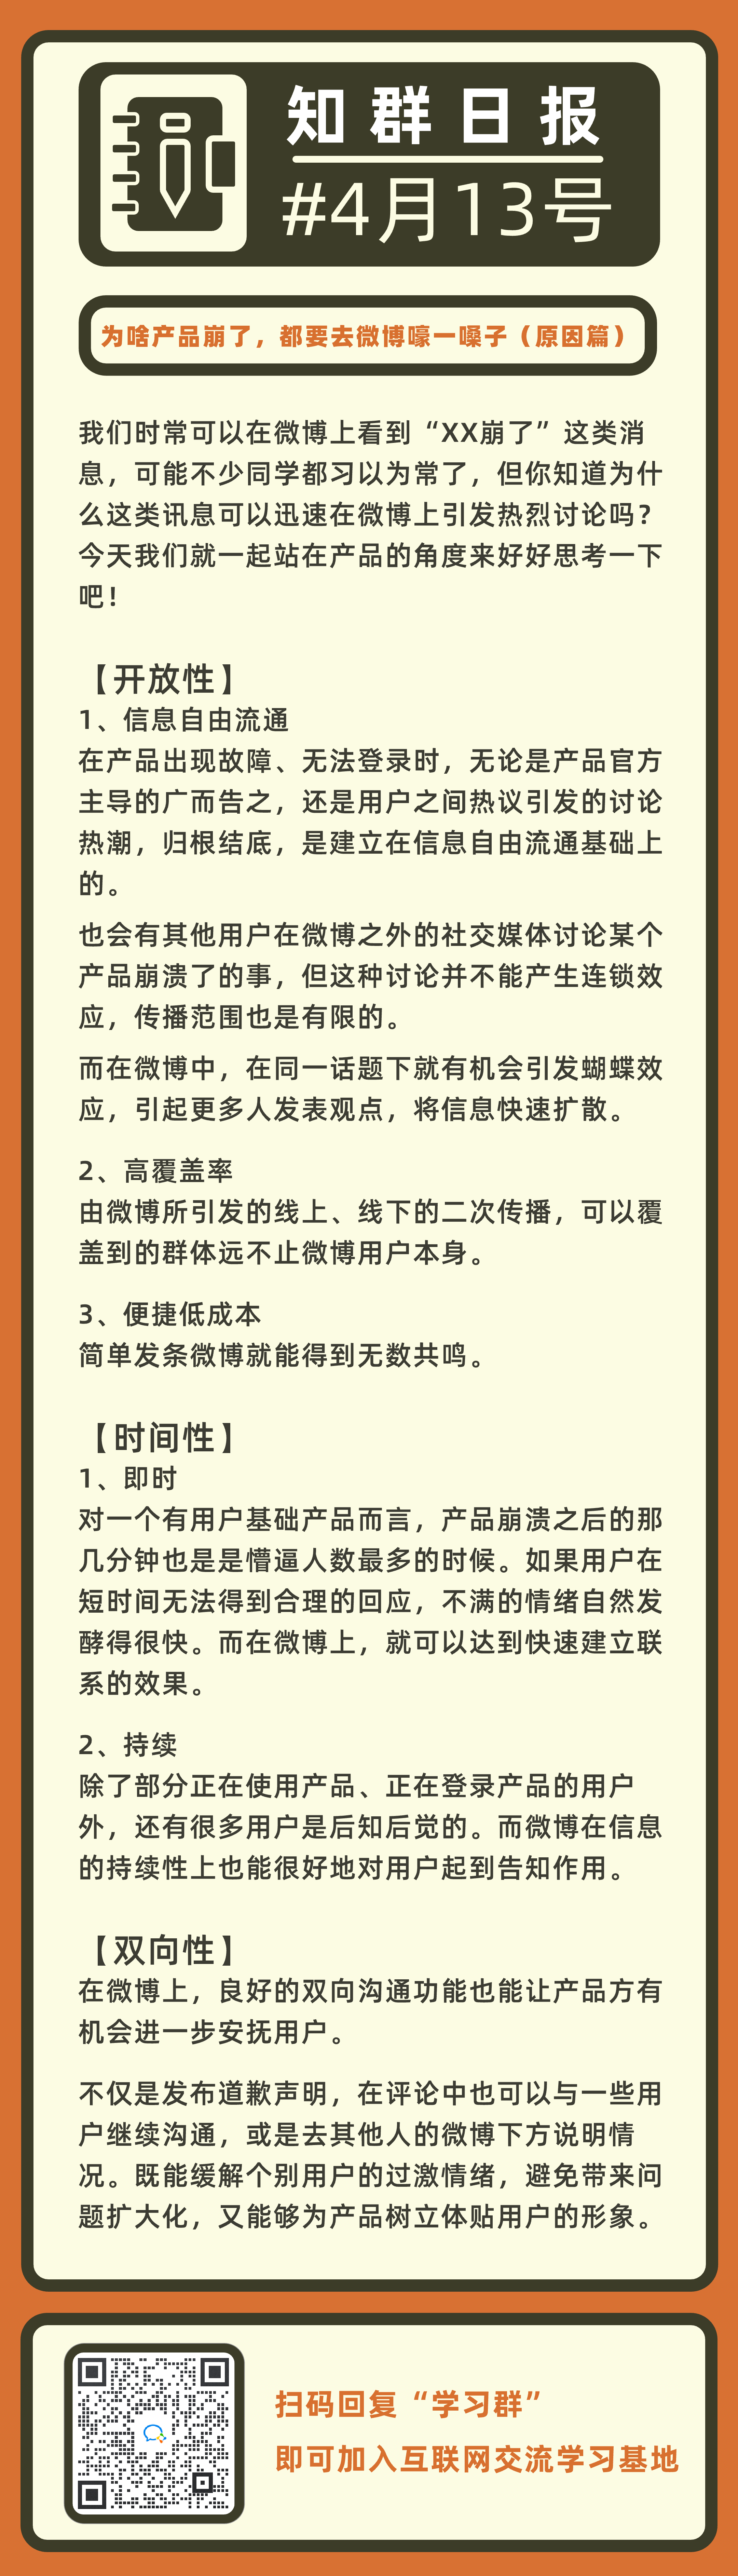 知群日报
#4月13号
为啥产品崩了，都要去微博嚎一嗓子（原因篇）
我们时常可以在微博上看到“XX崩了”这类消
息，可能不少同学都习以为常了，但你知道为什
么这类讯息可以迅速在微博上引发热烈讨论吗？
今天我们就一起站在产品的角度来好好思考一下
吧！
【开放性】
1、信息自由流通
在产品出现故障、无法登录时，无论是产品官方
主导的广而告之，还是用户之间热议引发的讨论
热潮，归根结底，是建立在信息自由流通基础上
的。
也会有其他用户在微博之外的社交媒体讨论某个
产品崩溃了的事，但这种讨论并不能产生连锁效
应，传播范围也是有限的。
而在微博中，在同一话题下就有机会引发蝴蝶效
应，引起更多人发表观点，将信息快速扩散。
2、高覆盖率
由微博所引发的线上、线下的二次传播，可以覆
盖到的群体远不止微博用户本身。
3、便捷低成本
简单发条微博就能得到无数共鸣。
【时间性】
1、即时
对一个有用户基础产品而言，产品崩溃之后的那
几分钟也是是懵逼人数最多的时候。如果用户在
短时间无法得到合理的回应，不满的情绪自然发
酵得很快。而在微博上，就可以达到快速建立联
系的效果。
2、持续
除了部分正在使用产品、正在登录产品的用户
外，还有很多用户是后知后觉的。而微博在信息
的持续性上也能很好地对用户起到告知作用。
【双向性】
在微博上，良好的双向沟通功能也能让产品方有
机会进一步安抚用户。
不仅是发布道歉声明，在评论中也可以与一些用
户继续沟通，或是去其他人的微博下方说明情
况。既能缓解个别用户的过激情绪，避免带来问
题扩大化，又能够为产品树立体贴用户的形象。
扫码回复“学习群”
即可加入互联网交流学习基地